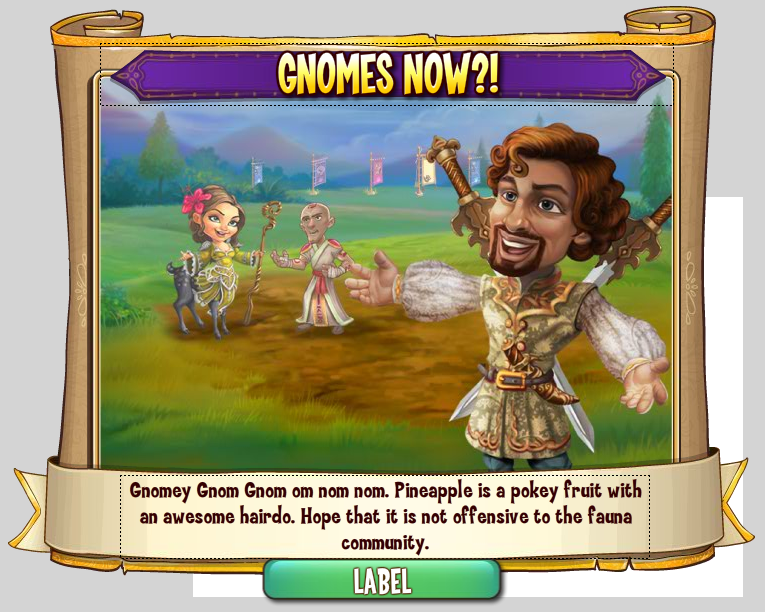 GNOMES NOW?!
Gnomey Gnom Gnom om nom nom. Pineapple is a pokey fruit with
an awesome hairdo. Hope that it is not offensive to the fauna
community.
LABEL